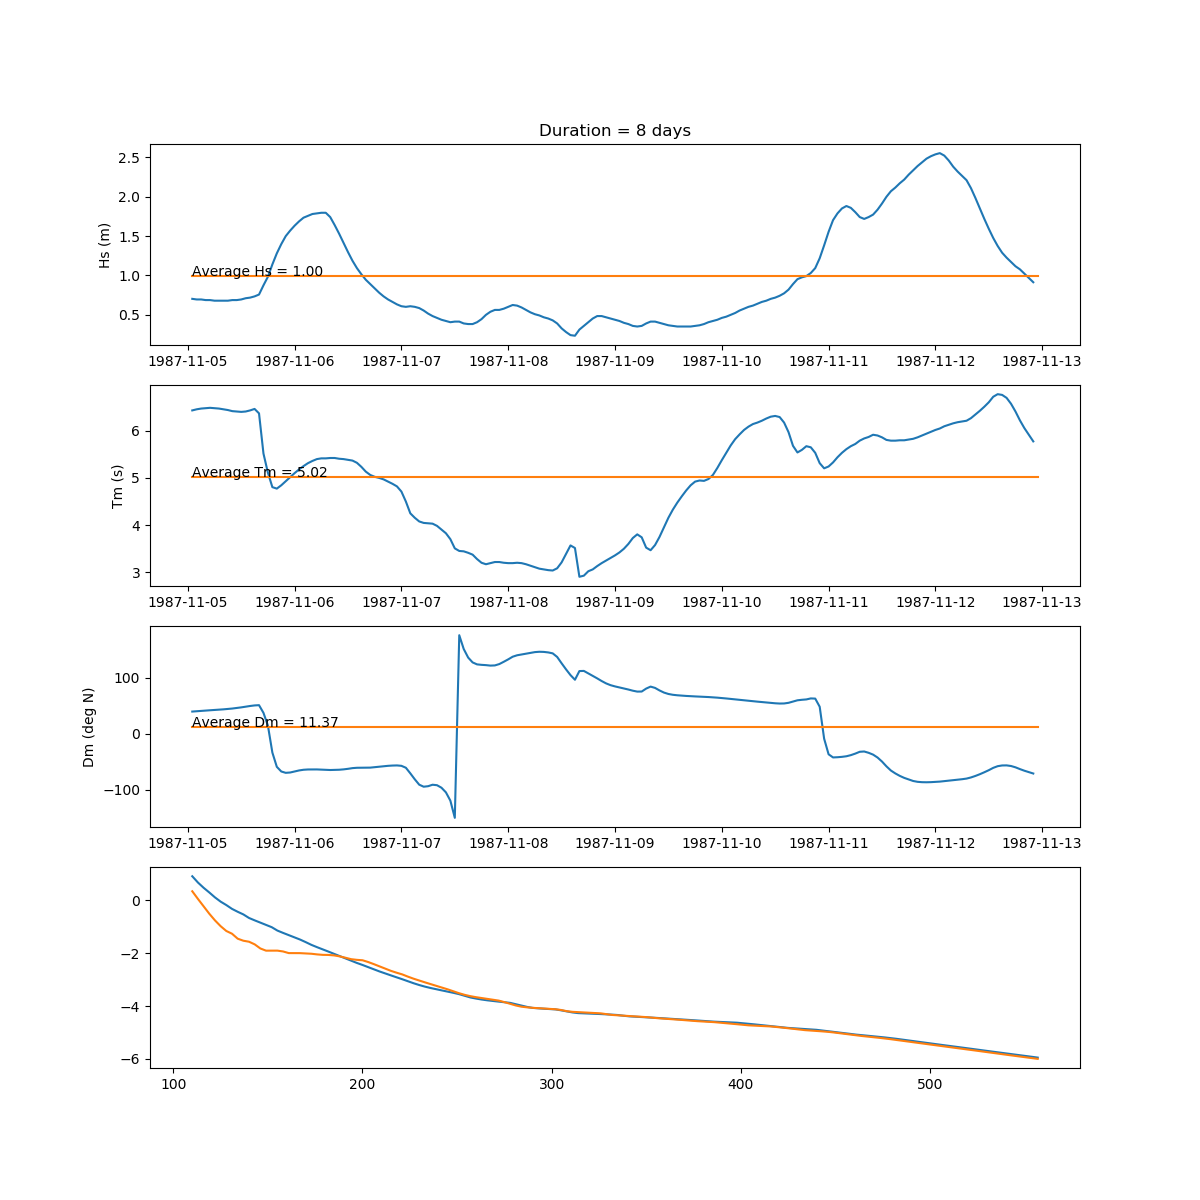 Duration = 8 days
2.5
2.0
1.5
1.0
0.5
Hs (m)
Average Hs = 1.00
1987-11-05 1987-11-06 1987-11-07 1987-11-08 1987-11-09 1987-11-10 1987-11-11 1987-11-12 1987-11-13
6
5
4
3
Tm (s)
Average Tm = 5.02
1987-11-05 1987-11-06 1987-11-07 1987-11-08 1987-11-09 1987-11-10 1987-11-11 1987-11-12 1987-11-13
100
0
−100
Dm (deg N)
Average Dm = 11.37
1987-11-05 1987-11-06 1987-11-07 1987-11-08 1987-11-09 1987-11-10 1987-11-11 1987-11-12 1987-11-13
0
−2
−4
−6
100 200 300 400 500